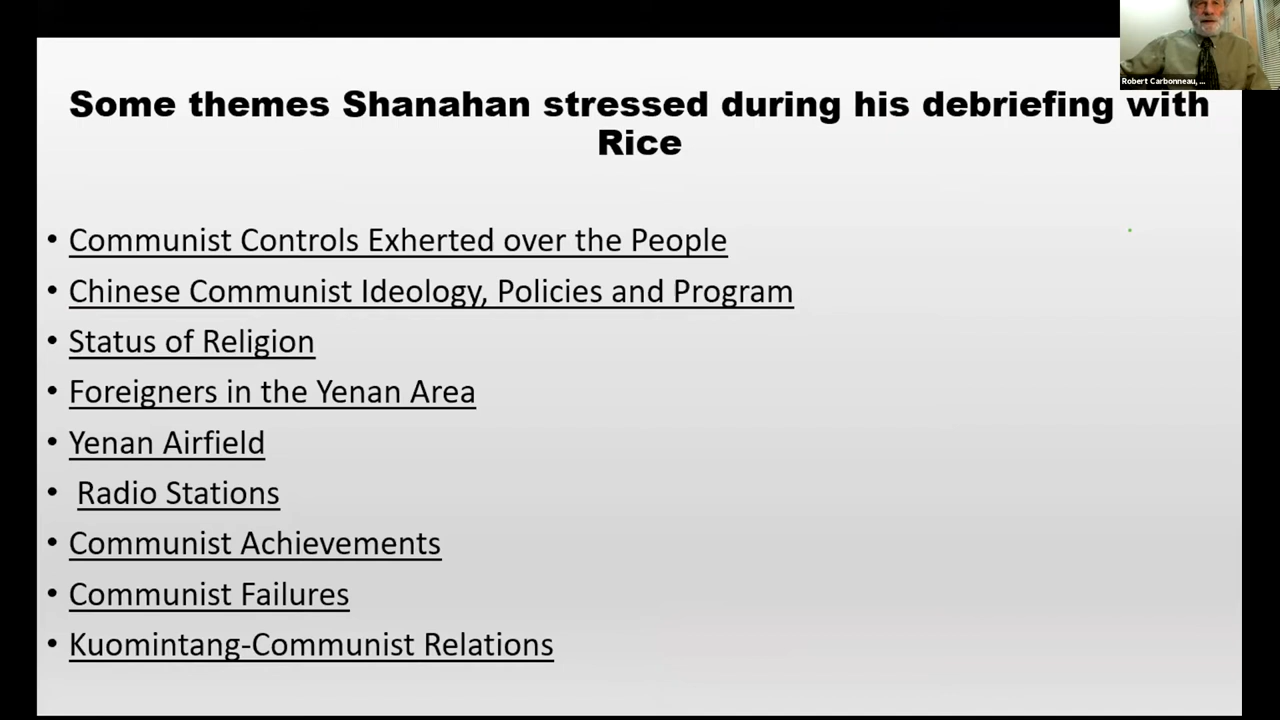 Robert Carbonneau, ...
Some themes Shanahan stressed during his debriefing with
Rice
• Communist Controls Exherted over the People
• Chinese Communist Ideology, Policies and Program
• Status of Religion
• Foreigners in the Yenan Area
• Yenan Airfield
• Radio Stations
• Communist Achievements
• Communist Failures
• Kuomintang-Communist Relations